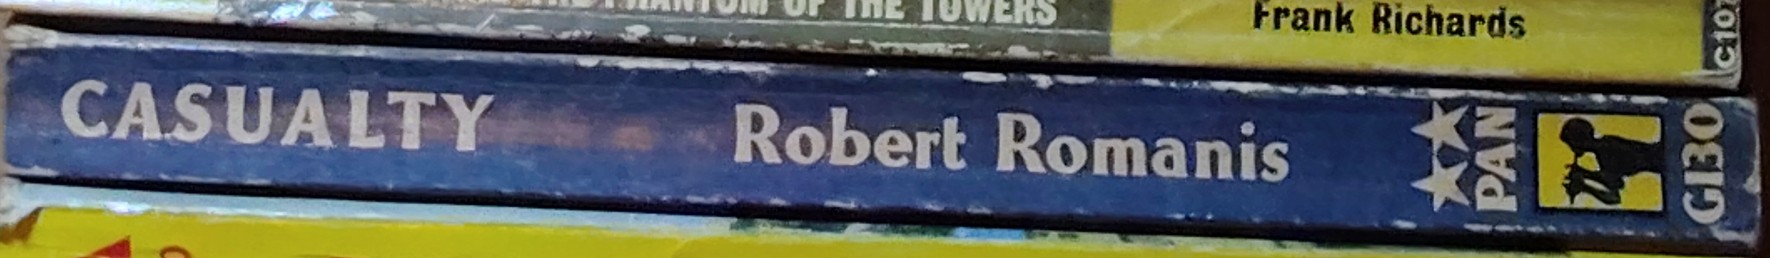 PHANTOM OF THE TOWERS
Frank Richards
C107
CASUALTY
Robert Romanis
PAN
G130